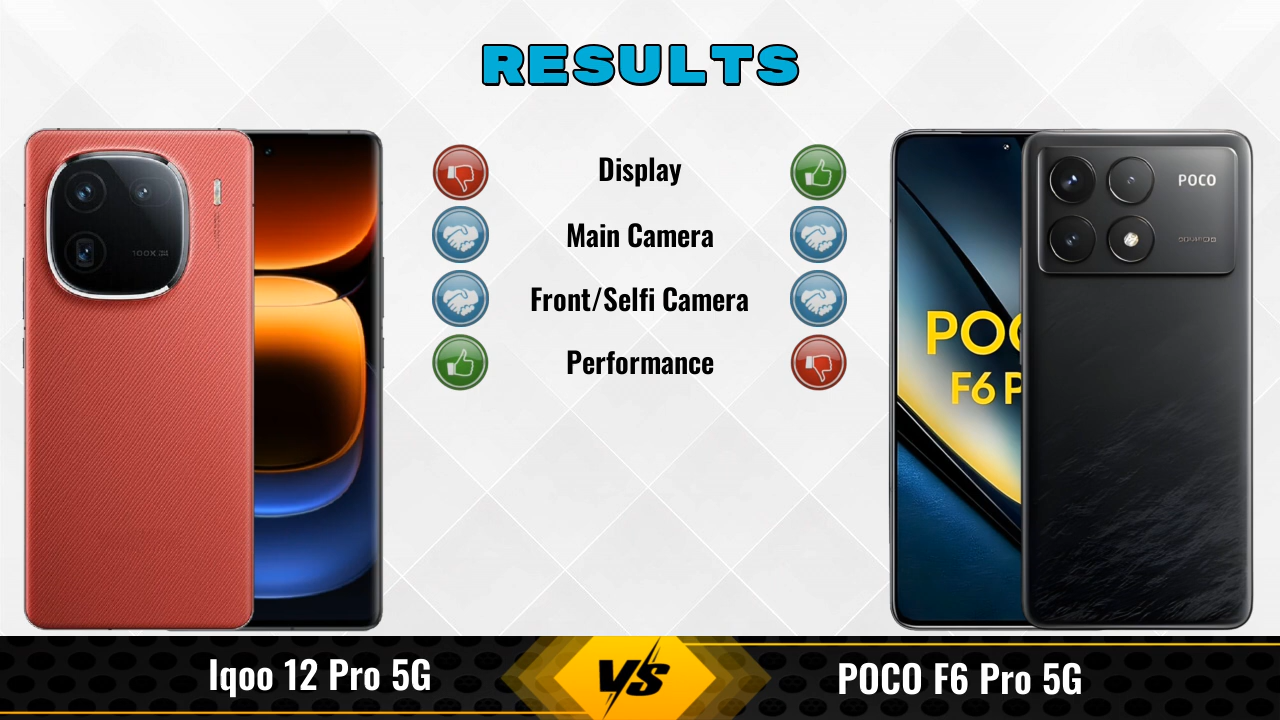 RESULTS
Display
Main Camera
Front/Selfi Camera
Performance
100X
POCO
POCO
F6 P
Iqoo 12 Pro 5G
VS
POCO F6 Pro 5G